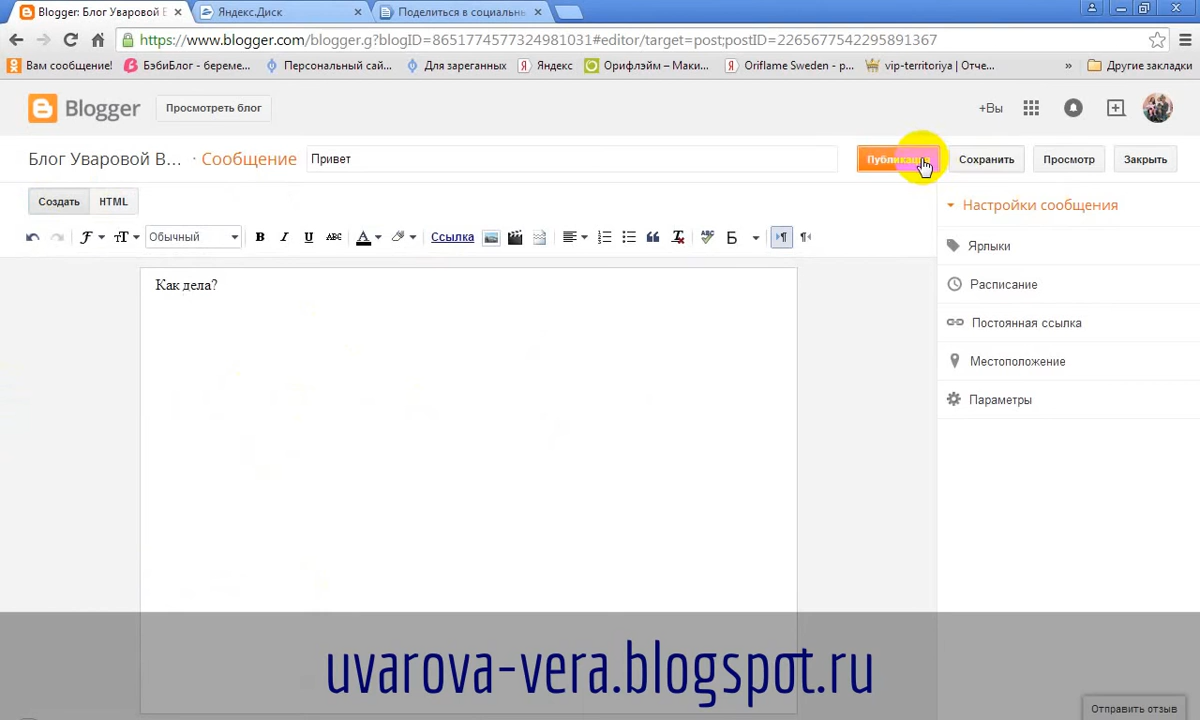 Blogger: Блог Уваровой В
Яндекс.Диск
Поделиться в социальнь
https://www.blogger.com/blogger.g?blogID=8651774577324981031#editor/target=post;postID=2265677542295891367
Вам сообщение!
БэбиБлог - береме...
Персональный сай...
Для зареганных
Яндекс
Орифлэйм – Маки...
Oriflame Sweden - р...
vip-territoriya | Отче...
»
Другие закладки
Blogger
Просмотреть блог
+Вы
Блог Уваровой В...
· Сообщение
Привет
Публикация
Сохранить
Просмотр
Закрыть
Создать
HTML
Настройки сообщения
Обычный
Ссылка
Ярлыки
Как дела?
Расписание
Постоянная ссылка
Местоположение
Параметры
uvarova-vera.blogspot.ru
Отправить отзыв